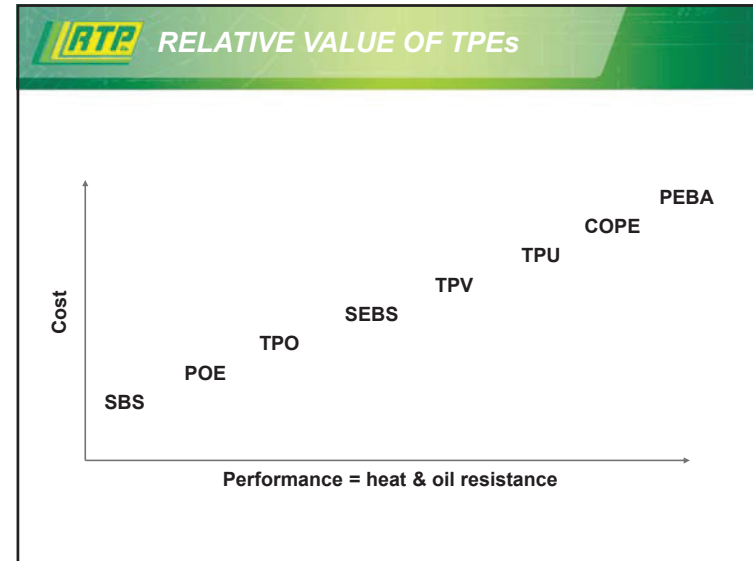 RTP
RELATIVE VALUE OF TPEs
PEBA
COPE
TPU
TPV
SEBS
TPO
POE
SBS
Cost
Performance = heat & oil resistance